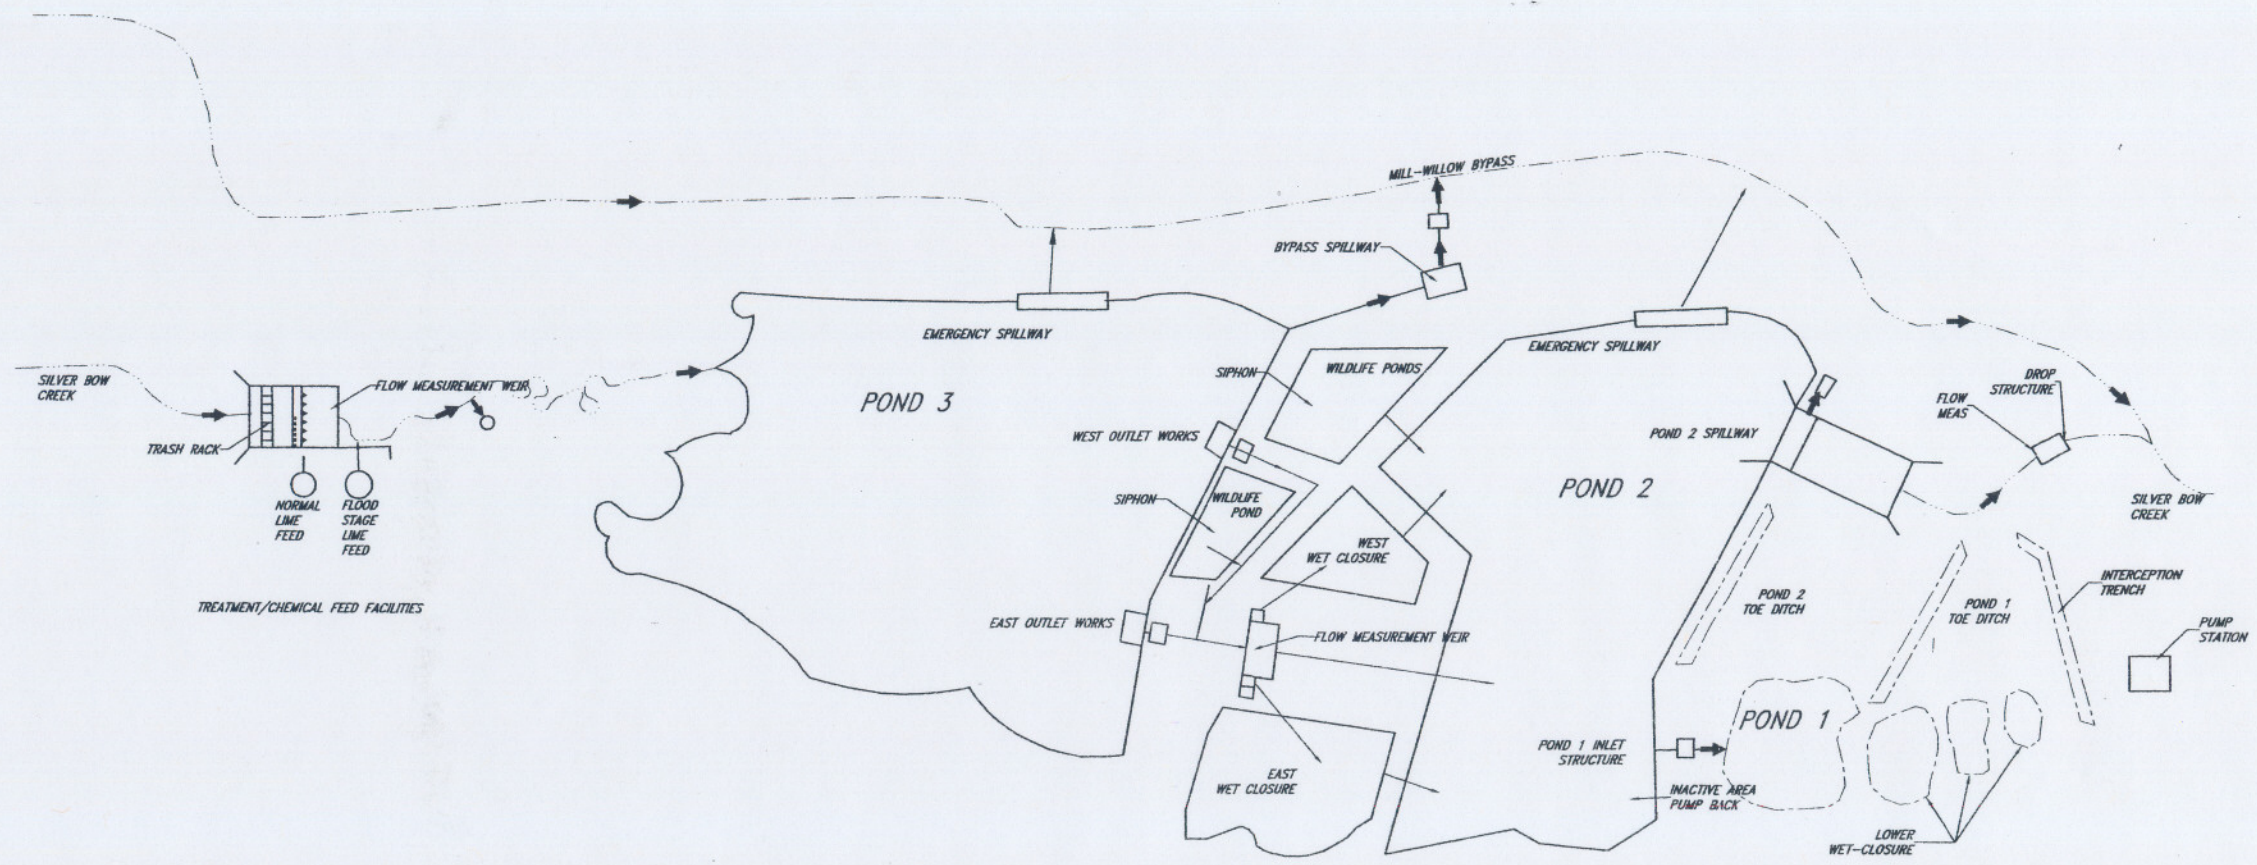 MILL-WILLOW BYPASS
BYPASS SPILLWAY
EMERGENCY SPILLWAY
EMERGENCY SPILLWAY
SILVER BOW
CREEK
FLOW MEASUREMENT WEIR
TRASH RACK
NORMAL
LIME
FEED
FLOOD
STAGE
LIME
FEED
TREATMENT/CHEMICAL FEED FACILITIES
POND 3
SIPHON
WILDLIFE PONDS
WEST OUTLET WORKS
SIPHON
WILDLIFE
POND
WEST
WET CLOSURE
EAST OUTLET WORKS
FLOW MEASUREMENT WEIR
EAST
WET CLOSURE
POND 2
POND 2 SPILLWAY
FLOW
MEAS
DROP
STRUCTURE
SILVER BOW
CREEK
POND 2
TOE DITCH
POND 1
TOE DITCH
INTERCEPTION
TRENCH
PUMP
STATION
POND 1
POND 1 INLET
STRUCTURE
INACTIVE AREA
PUMP BACK
LOWER
WET-CLOSURE